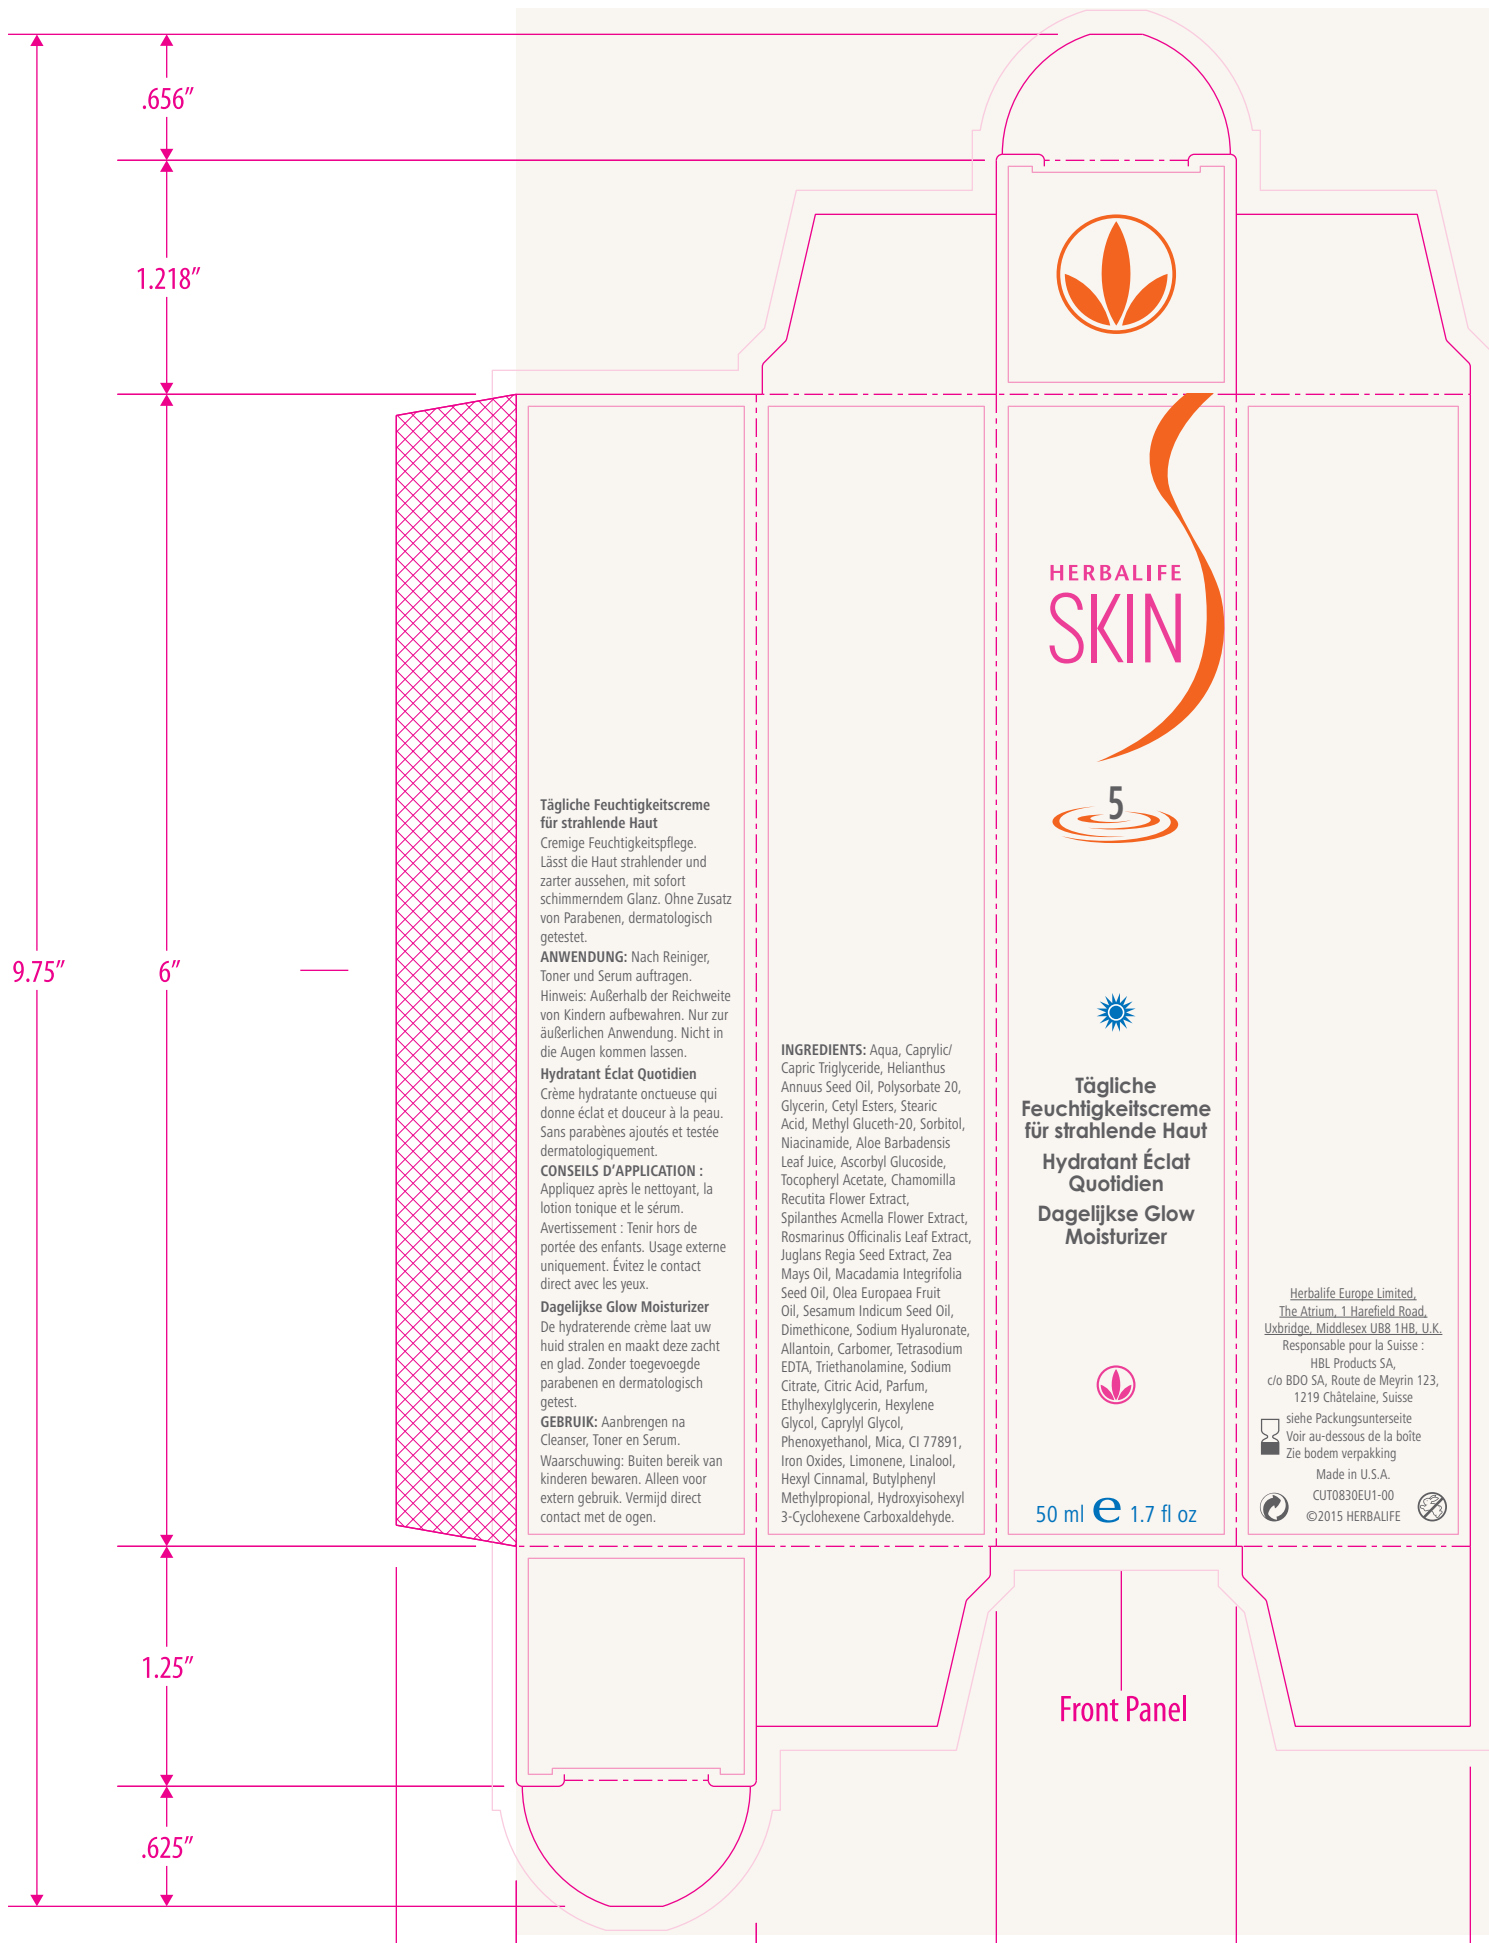 .656”
1.218”
9.75”
6”
1.25”
.625”
Tägliche Feuchtigkeitscreme
für strahlende Haut
Cremige Feuchtigkeitspflege.
Lässt die Haut strahlender und
zarter aussehen, mit sofort
schimmerndem Glanz. Ohne Zusatz
von Parabenen, dermatologisch
getestet.
ANWENDUNG: Nach Reiniger,
Toner und Serum auftragen.
Hinweis: Außerhalb der Reichweite
von Kindern aufbewahren. Nur zur
äußerlichen Anwendung. Nicht in
die Augen kommen lassen.
Hydratant Éclat Quotidien
Crème hydratante onctueuse qui
donne éclat et douceur à la peau.
Sans parabènes ajoutés et testée
dermatologiquement.
CONSEILS D’APPLICATION :
Appliquez après le nettoyant, la
lotion tonique et le sérum.
Avertissement : Tenir hors de
portée des enfants. Usage externe
uniquement. Évitez le contact
direct avec les yeux.
Dagelijkse Glow Moisturizer
De hydraterende crème laat uw
huid stralen en maakt deze zacht
en glad. Zonder toegevoegde
parabenen en dermatologisch
getest.
GEBRUIK: Aanbrengen na
Cleanser, Toner en Serum.
Waarschuwing: Buiten bereik van
kinderen bewaren. Alleen voor
extern gebruik. Vermijd direct
contact met de ogen.
INGREDIENTS: Aqua, Caprylic/
Capric Triglyceride, Helianthus
Annuus Seed Oil, Polysorbate 20,
Glycerin, Cetyl Esters, Stearic
Acid, Methyl Gluceth-20, Sorbitol,
Niacinamide, Aloe Barbadensis
Leaf Juice, Ascorbyl Glucoside,
Tocopheryl Acetate, Chamomilla
Recutita Flower Extract,
Spilanthes Acmella Flower Extract,
Rosmarinus Officinalis Leaf Extract,
Juglans Regia Seed Extract, Zea
Mays Oil, Macadamia Integrifolia
Seed Oil, Olea Europaea Fruit
Oil, Sesamum Indicum Seed Oil,
Dimethicone, Sodium Hyaluronate,
Allantoin, Carbomer, Tetrasodium
EDTA, Triethanolamine, Sodium
Citrate, Citric Acid, Parfum,
Ethylhexylglycerin, Hexylene
Glycol, Caprylyl Glycol,
Phenoxyethanol, Mica, CI 77891,
Iron Oxides, Limonene, Linalool,
Hexyl Cinnamal, Butylphenyl
Methylpropional, Hydroxyisohexyl
3-Cyclohexene Carboxaldehyde.
HERBALIFE
SKIN
5
Tägliche
Feuchtigkeitscreme
für strahlende Haut
Hydratant Éclat
Quotidien
Dagelijkse Glow
Moisturizer
50 ml e 1.7 fl oz
Front Panel
Herbalife Europe Limited,
The Atrium, 1 Harefield Road,
Uxbridge, Middlesex UB8 1HB, U.K.
Responsable pour la Suisse :
HBL Products SA,
c/o BDO SA, Route de Meyrin 123,
1219 Châtelaine, Suisse
siehe Packungsunterseite
Voir au-dessous de la boîte
Zie bodem verpakking
Made in U.S.A.
CUT0830EU1-00
©2015 HERBALIFE